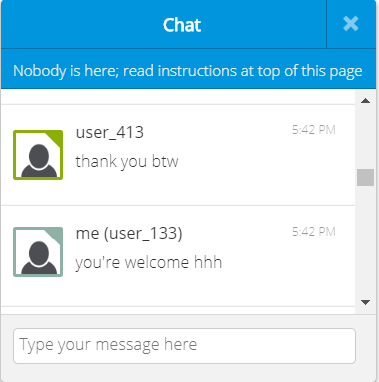 Chat
Nobody is here; read instructions at top of this page
user_413 5:42 PM
thank you btw
me (user_133) 5:42 PM
you're welcome hhh
Type your message here